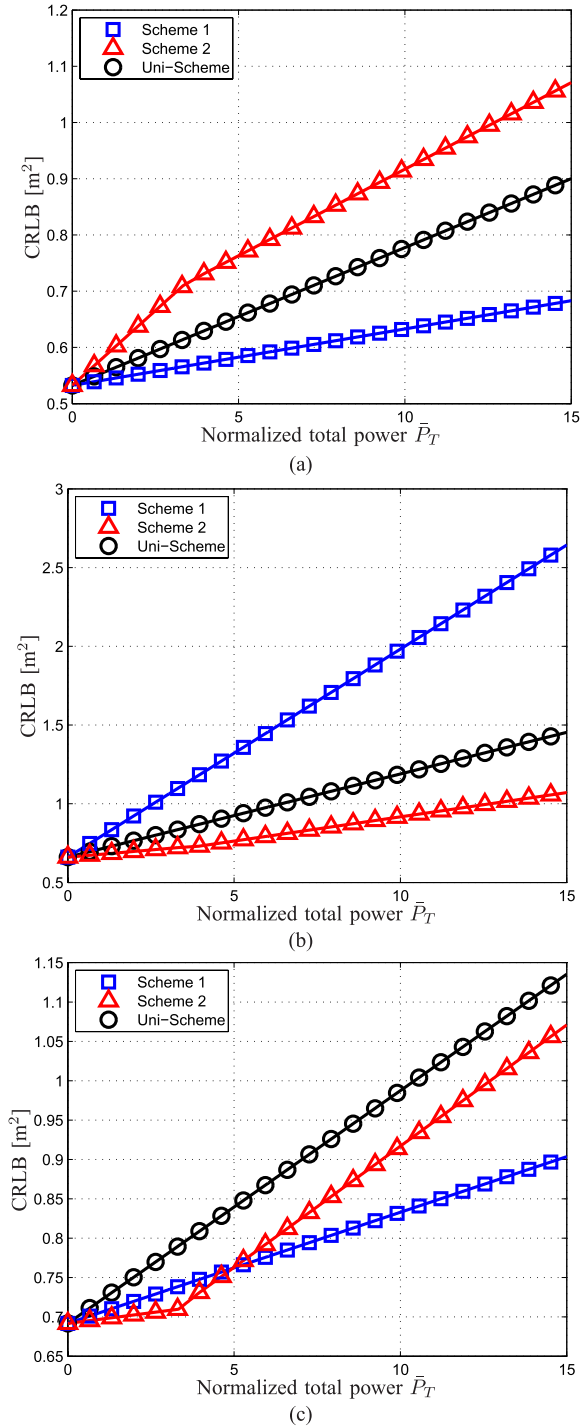 1.2
1.1
1
0.9
0.8
0.7
0.6
0.5
CRLB [m²]
Scheme 1
Scheme 2
Uni−Scheme
0 5 10 15
Normalized total power P̄_T
(a)
3
2.5
2
1.5
1
0.5
CRLB [m²]
Scheme 1
Scheme 2
Uni−Scheme
0 5 10 15
Normalized total power P̄_T
(b)
1.15
1.1
1.05
1
0.95
0.9
0.85
0.8
0.75
0.7
0.65
CRLB [m²]
Scheme 1
Scheme 2
Uni−Scheme
0 5 10 15
Normalized total power P̄_T
(c)